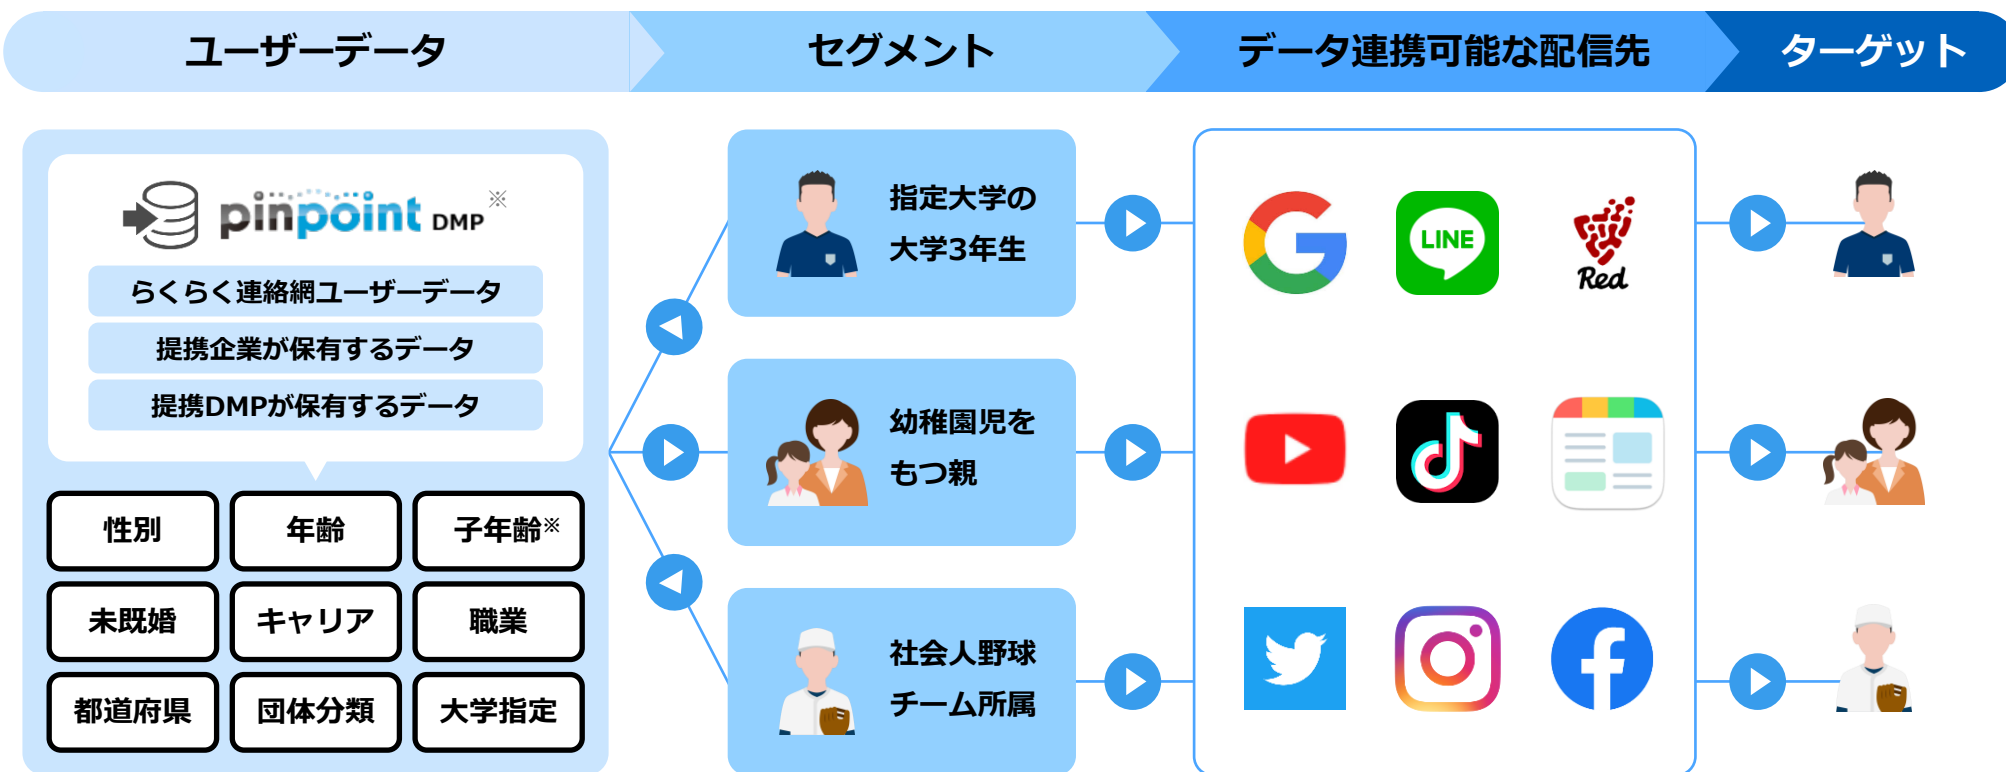 ユーザーデータ
セグメント
データ連携可能な配信先
ターゲット
pinpoint DMP※
らくらく連絡網ユーザーデータ
提携企業が保有するデータ
提携DMPが保有するデータ
性別
年齢
子年齢※
未既婚
キャリア
職業
都道府県
団体分類
大学指定
指定大学の
大学3年生
幼稚園児を
もつ親
社会人野球
チーム所属
LINE
Red